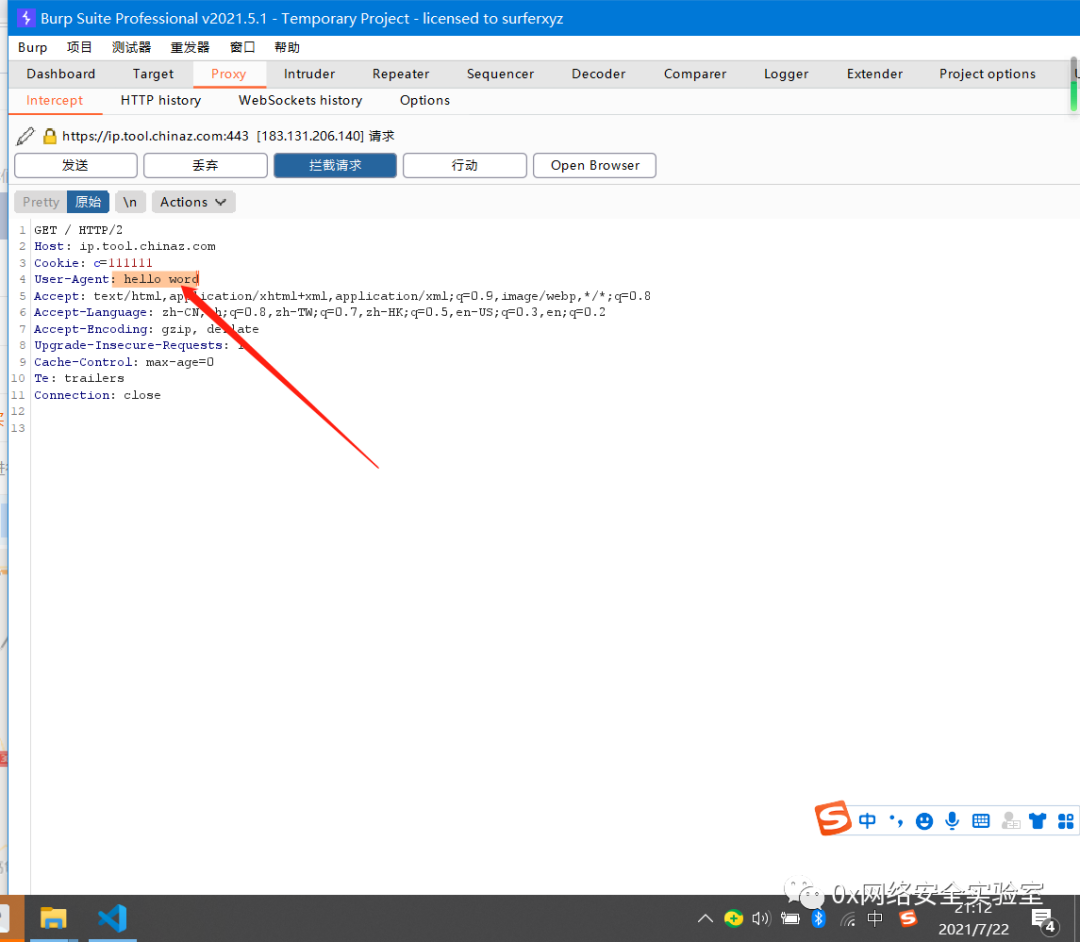 Burp Suite Professional v2021.5.1 - Temporary Project - licensed to surferxyz
Burp 项目 测试器 重发器 窗口 帮助
Dashboard Target Proxy Intruder Repeater Sequencer Decoder Comparer Logger Extender Project options
Intercept HTTP history WebSockets history Options
https://ip.tool.chinaz.com:443 [183.131.206.140] 请求
发送 丢弃 拦截请求 行动 Open Browser
Pretty 原始 \n Actions
1 GET / HTTP/2
2 Host: ip.tool.chinaz.com
3 Cookie: c=111111
4 User-Agent: hello word
5 Accept: text/html,application/xhtml+xml,application/xml;q=0.9,image/webp,*/*;q=0.8
6 Accept-Language: zh-CN,zh;q=0.8,zh-TW;q=0.7,zh-HK;q=0.5,en-US;q=0.3,en;q=0.2
7 Accept-Encoding: gzip, deflate
8 Upgrade-Insecure-Requests: 1
9 Cache-Control: max-age=0
10 Te: trailers
11 Connection: close
12
13
中
0x网络安全实验室
中 21:12
2021/7/22 4